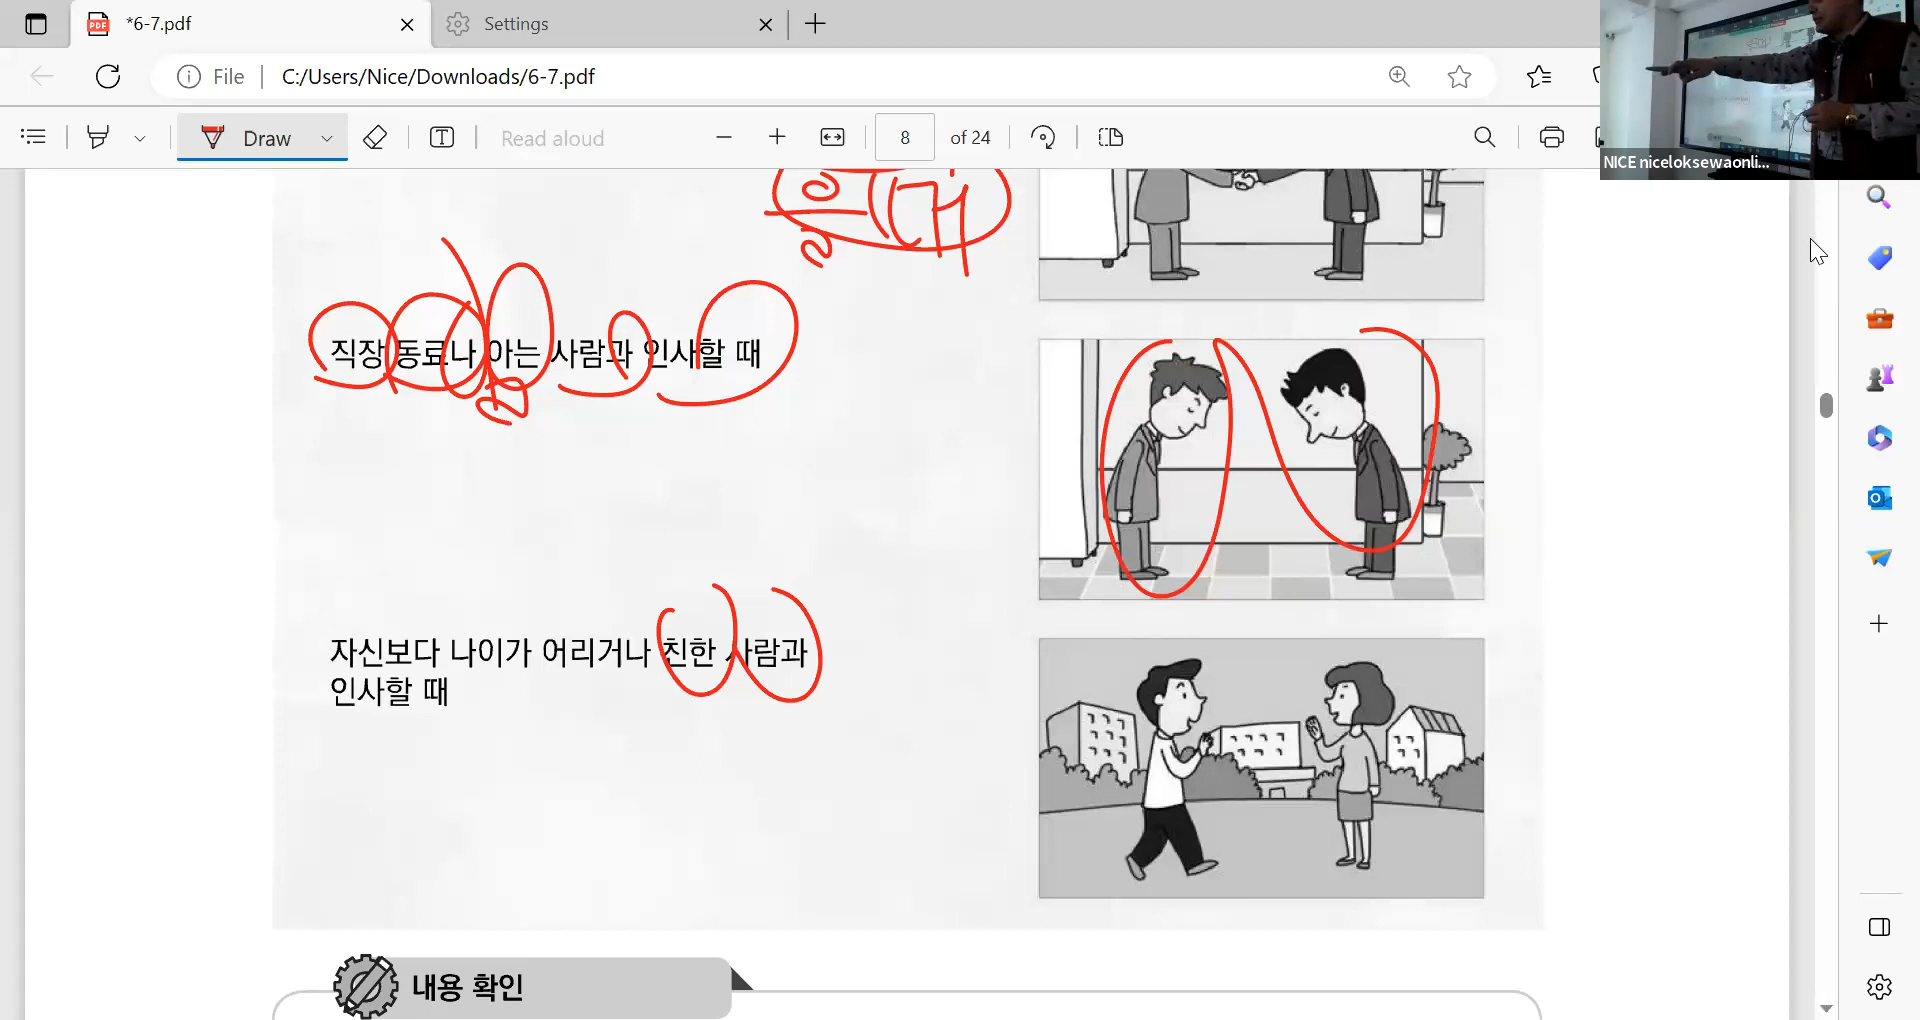 *6-7.pdf
Settings
File
C:/Users/Nice/Downloads/6-7.pdf
Draw
Read aloud
8
of 24
NICE niceloksewaonli...
직장 동료나 아는 사람과 인사할 때
자신보다 나이가 어리거나 친한 사람과
인사할 때
내용 확인